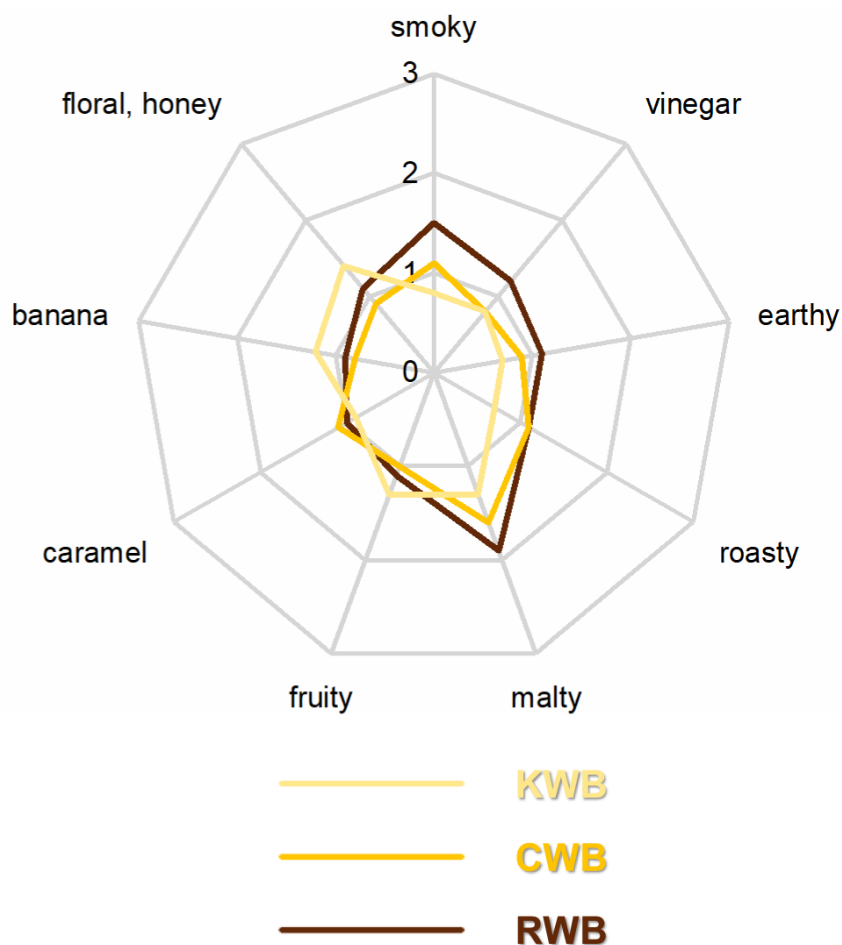 smoky
3
floral, honey
vinegar
2
1
banana
earthy
0
caramel
roasty
fruity
malty
KWB
CWB
RWB